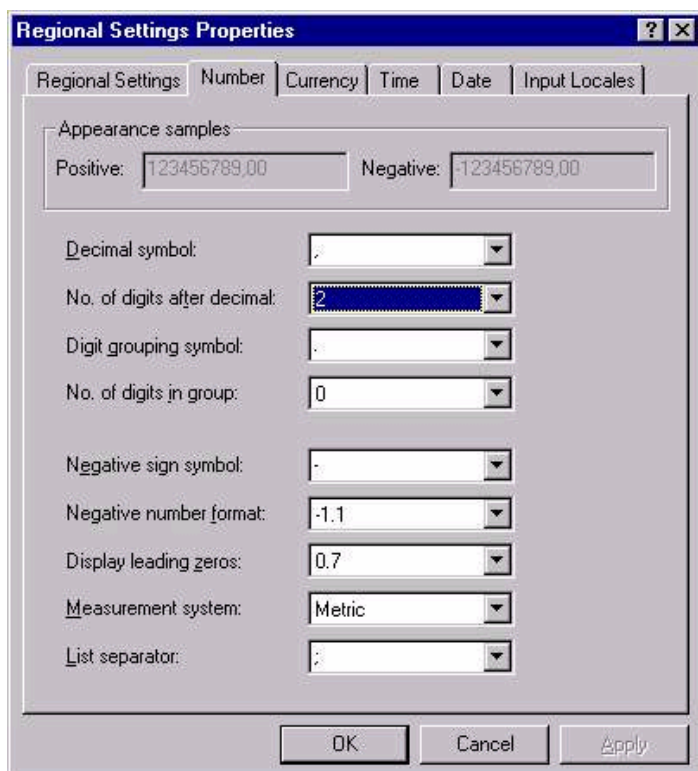 Regional Settings Properties
Regional Settings Number Currency Time Date Input Locales
Appearance samples
Positive: 123456789,00 Negative: -123456789,00
Decimal symbol: ,
No. of digits after decimal: 2
Digit grouping symbol: .
No. of digits in group: 0
Negative sign symbol: -
Negative number format: -1.1
Display leading zeros: 0.7
Measurement system: Metric
List separator: ;
OK Cancel Apply